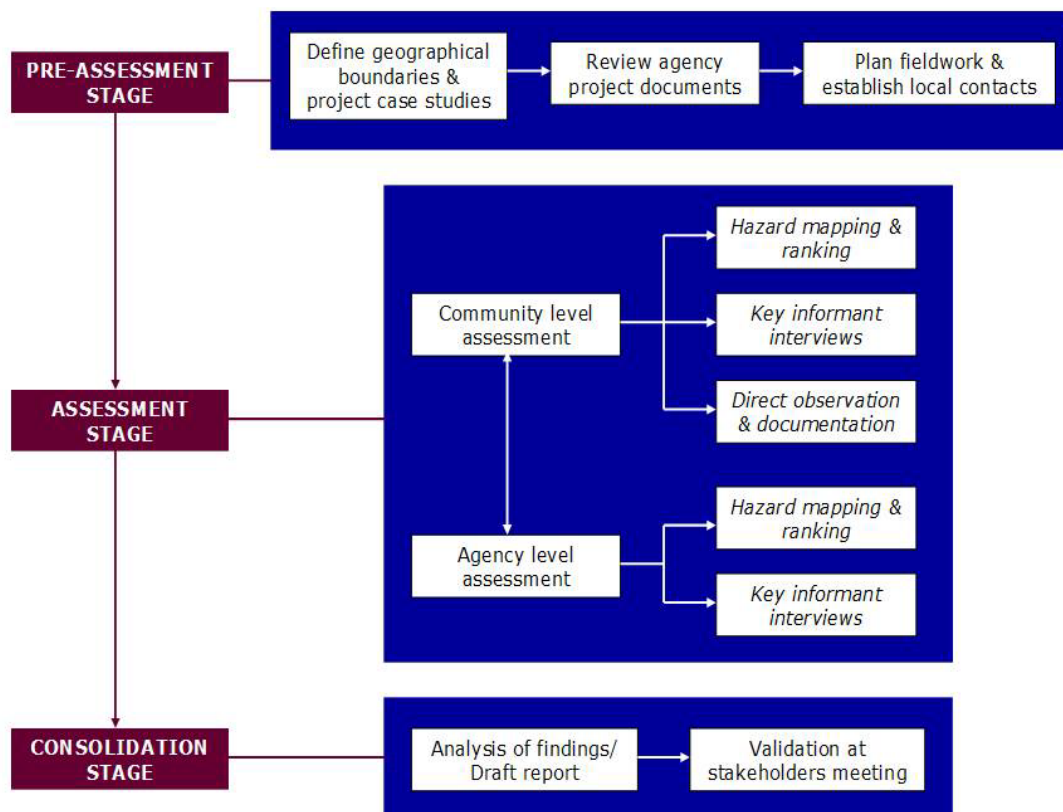 PRE-ASSESSMENT
STAGE
Define geographical
boundaries &
project case studies
Review agency
project documents
Plan fieldwork &
establish local contacts
ASSESSMENT
STAGE
Community level
assessment
Hazard mapping &
ranking
Key informant
interviews
Direct observation
& documentation
Agency level
assessment
Hazard mapping &
ranking
Key informant
interviews
CONSOLIDATION
STAGE
Analysis of findings/
Draft report
Validation at
stakeholders meeting